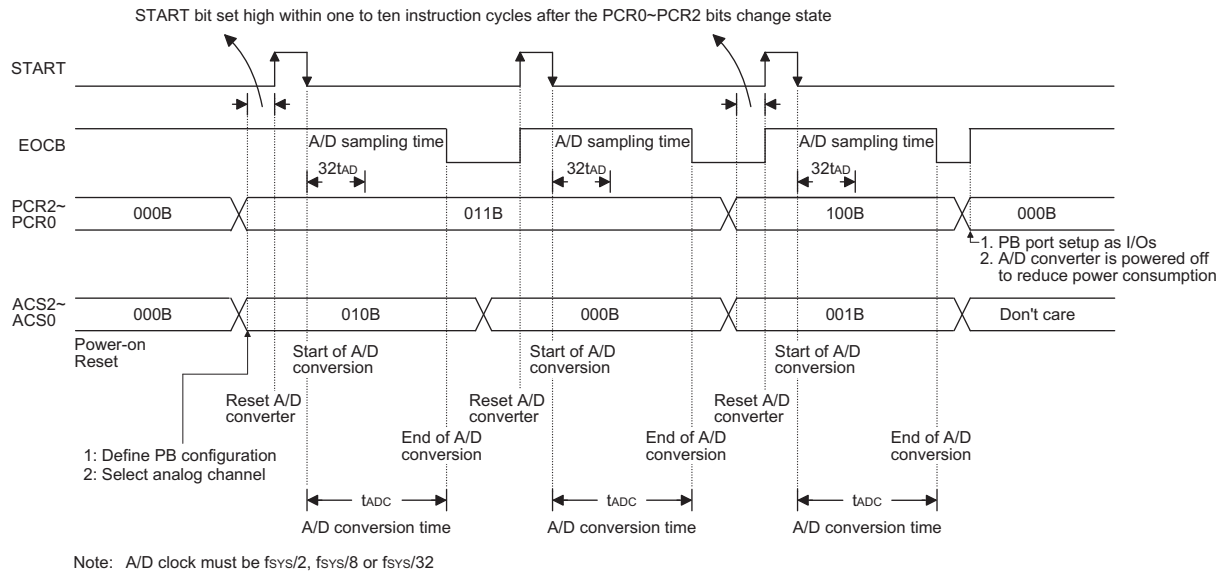 START bit set high within one to ten instruction cycles after the PCR0~PCR2 bits change state
START
EOCB
A/D sampling time
A/D sampling time
A/D sampling time
32tAD
32tAD
32tAD
PCR2~
PCR0
000B
011B
100B
000B
1. PB port setup as I/Os
2. A/D converter is powered off
to reduce power consumption
ACS2~
ACS0
000B
010B
000B
001B
Don't care
Power-on
Reset
Start of A/D
conversion
Start of A/D
conversion
Start of A/D
conversion
Reset A/D
converter
Reset A/D
converter
Reset A/D
converter
End of A/D
conversion
End of A/D
conversion
End of A/D
conversion
1: Define PB configuration
2: Select analog channel
tADC
tADC
tADC
A/D conversion time
A/D conversion time
A/D conversion time
Note: A/D clock must be fSYS/2, fSYS/8 or fSYS/32